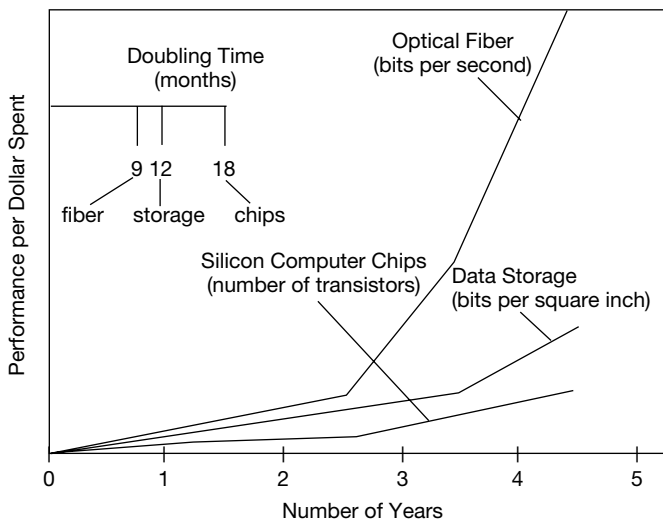 Optical Fiber
(bits per second)
Doubling Time
(months)
9 12 18
fiber storage chips
Silicon Computer Chips
(number of transistors)
Data Storage
(bits per square inch)
Performance per Dollar Spent
0 1 2 3 4 5
Number of Years